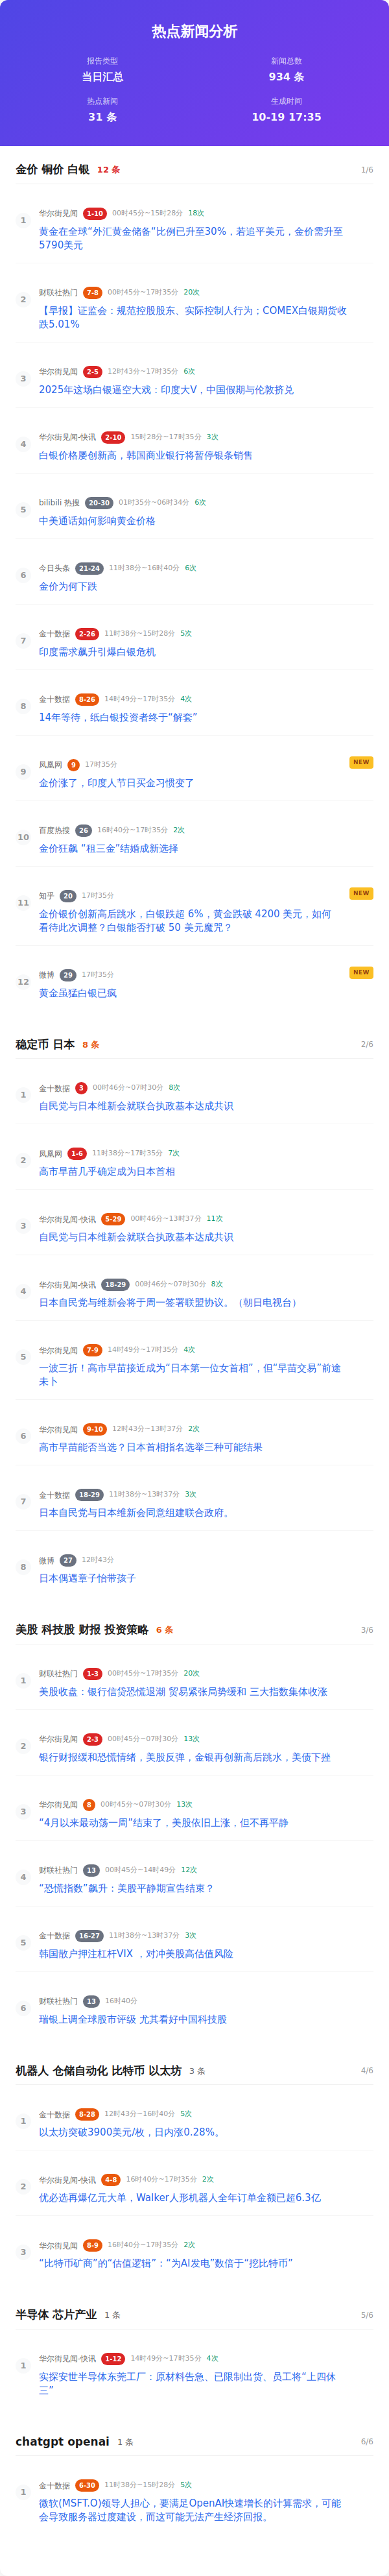 热点新闻分析
报告类型
当日汇总
新闻总数
934 条
热点新闻
31 条
生成时间
10-19 17:35
金价 铜价 白银 12 条 1/6
1
华尔街见闻 1-10 00时45分~15时28分 18次
美元在全球“外汇黄金储备”比例已升至30%，若追平美元，金价需升至
5790美元
2
财联社热门 7-8 00时45分~17时35分 20次
【早报】证监会：规范控股股东、实际控制人行为；COMEX白银期货收
跌5.01%
3
华尔街见闻 2-5 12时43分~17时35分 6次
2025年这场白银逼空大戏：印度大V，中国假期与伦敦挤兑
4
华尔街见闻-快讯 2-10 15时28分~17时35分 3次
白银价格屡创新高，韩国商业银行将暂停银条销售
5
bilibili 热搜 20-30 01时35分~06时34分 6次
中美通话如何影响黄金价格
6
今日头条 21-24 11时38分~16时40分 6次
金价为何下跌
7
金十数据 2-26 11时38分~15时28分 5次
印度需求飙升引爆白银危机
8
金十数据 8-26 14时49分~17时35分 4次
14年等待，纸白银投资者终于“解套”
9
凤凰网 9 17时35分 NEW
金价涨了，印度人节日买金习惯变了
10
百度热搜 26 16时40分~17时35分 2次
金价狂飙 “租三金”结婚成新选择
11
知乎 20 17时35分 NEW
金价银价创新高后跳水，白银跌超 6%，黄金跌破 4200 美元，如何
看待此次调整？白银能否打破 50 美元魔咒？
12
微博 29 17时35分 NEW
黄金虽猛白银已疯
稳定币 日本 8 条 2/6
1
金十数据 3 00时46分~07时30分 8次
自民党与日本维新会就联合执政基本达成共识
2
凤凰网 1-6 11时38分~17时35分 7次
高市早苗几乎确定成为日本首相
3
华尔街见闻-快讯 5-29 00时46分~13时37分 11次
自民党与日本维新会就联合执政基本达成共识
4
华尔街见闻-快讯 18-29 00时46分~07时30分 8次
日本自民党与维新会将于周一签署联盟协议。（朝日电视台）
5
华尔街见闻 7-9 14时49分~17时35分 4次
一波三折！高市早苗接近成为“日本第一位女首相”，但“早苗交易”前途
未卜
6
华尔街见闻 9-10 12时43分~13时37分 2次
高市早苗能否当选？日本首相指名选举三种可能结果
7
金十数据 18-29 11时38分~13时37分 3次
日本自民党与日本维新会同意组建联合政府。
8
微博 27 12时43分
日本偶遇章子怡带孩子
美股 科技股 财报 投资策略 6 条 3/6
1
财联社热门 1-3 00时45分~17时35分 20次
美股收盘：银行信贷恐慌退潮 贸易紧张局势缓和 三大指数集体收涨
2
华尔街见闻 2-3 00时45分~07时30分 13次
银行财报缓和恐慌情绪，美股反弹，金银再创新高后跳水，美债下挫
3
华尔街见闻 8 00时45分~07时30分 13次
“4月以来最动荡一周”结束了，美股依旧上涨，但不再平静
4
财联社热门 13 00时45分~14时49分 12次
“恐慌指数”飙升：美股平静期宣告结束？
5
金十数据 16-27 11时38分~13时37分 3次
韩国散户押注杠杆VIX ，对冲美股高估值风险
6
财联社热门 13 16时40分
瑞银上调全球股市评级 尤其看好中国科技股
机器人 仓储自动化 比特币 以太坊 3 条 4/6
1
金十数据 8-28 12时43分~16时40分 5次
以太坊突破3900美元/枚，日内涨0.28%。
2
华尔街见闻-快讯 4-8 16时40分~17时35分 2次
优必选再爆亿元大单，Walker人形机器人全年订单金额已超6.3亿
3
华尔街见闻 8-9 16时40分~17时35分 2次
“比特币矿商”的“估值逻辑”：“为AI发电”数倍于“挖比特币”
半导体 芯片产业 1 条 5/6
1
华尔街见闻-快讯 1-12 14时49分~17时35分 4次
实探安世半导体东莞工厂：原材料告急、已限制出货、员工将“上四休
三”
chatgpt openai 1 条 6/6
1
金十数据 6-30 11时38分~15时28分 5次
微软(MSFT.O)领导人担心，要满足OpenAI快速增长的计算需求，可能
会导致服务器过度建设，而这可能无法产生经济回报。